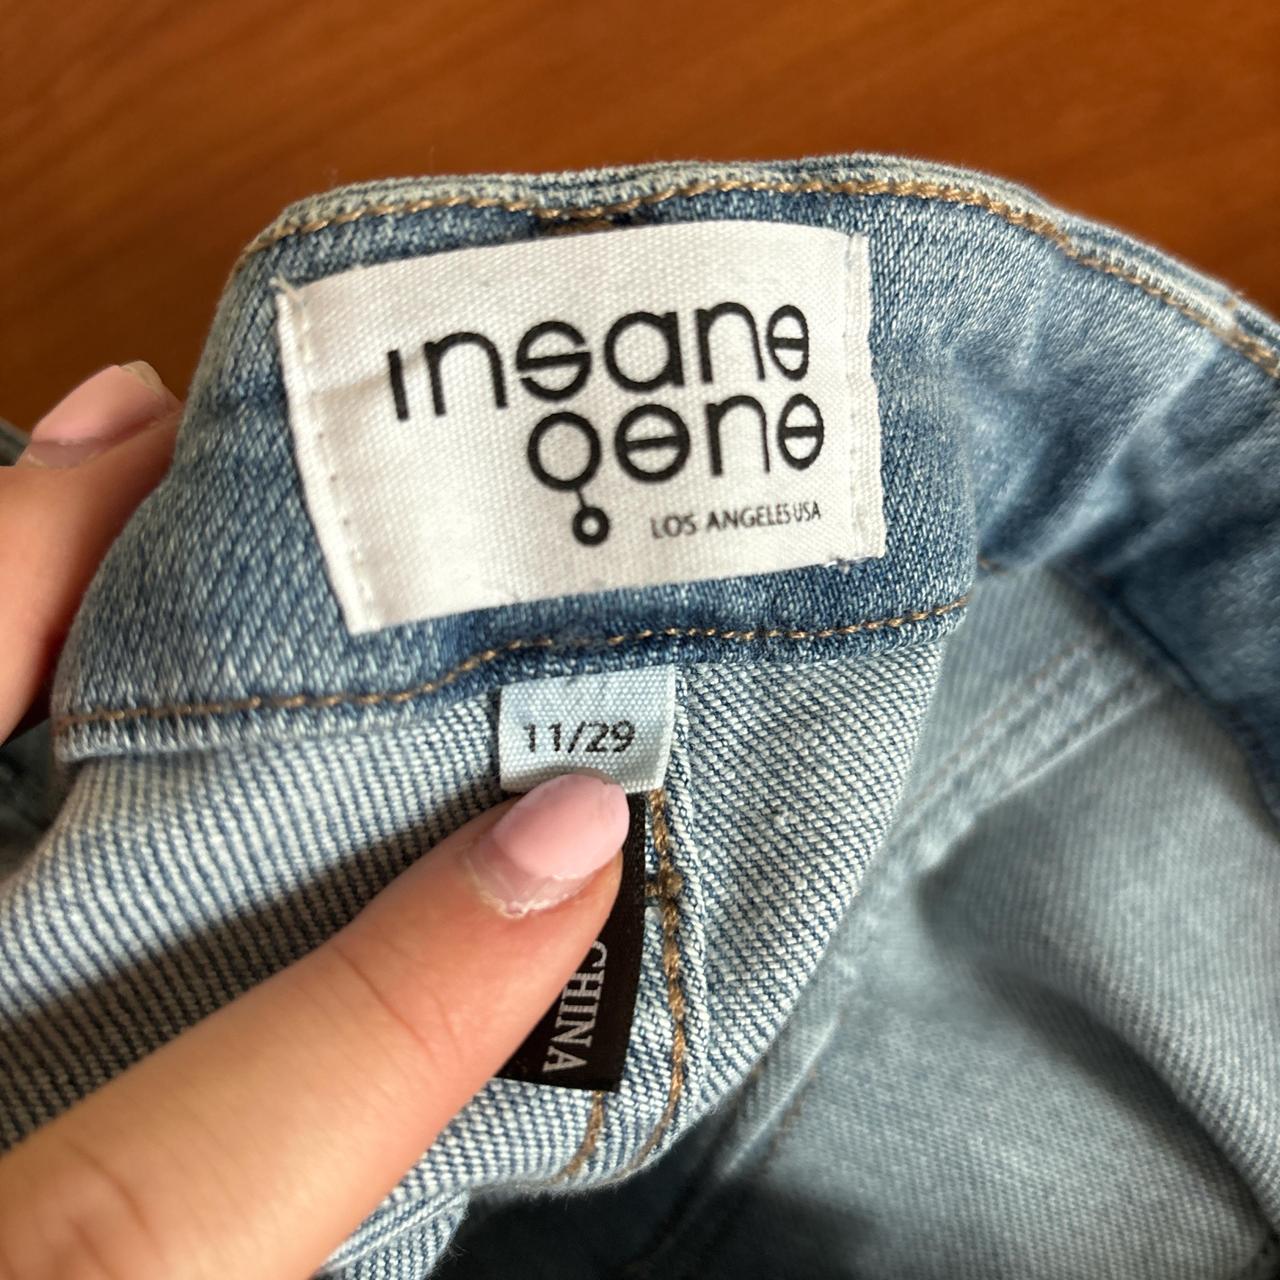 insane
gene
LOS ANGELES USA
11/29
CHINA